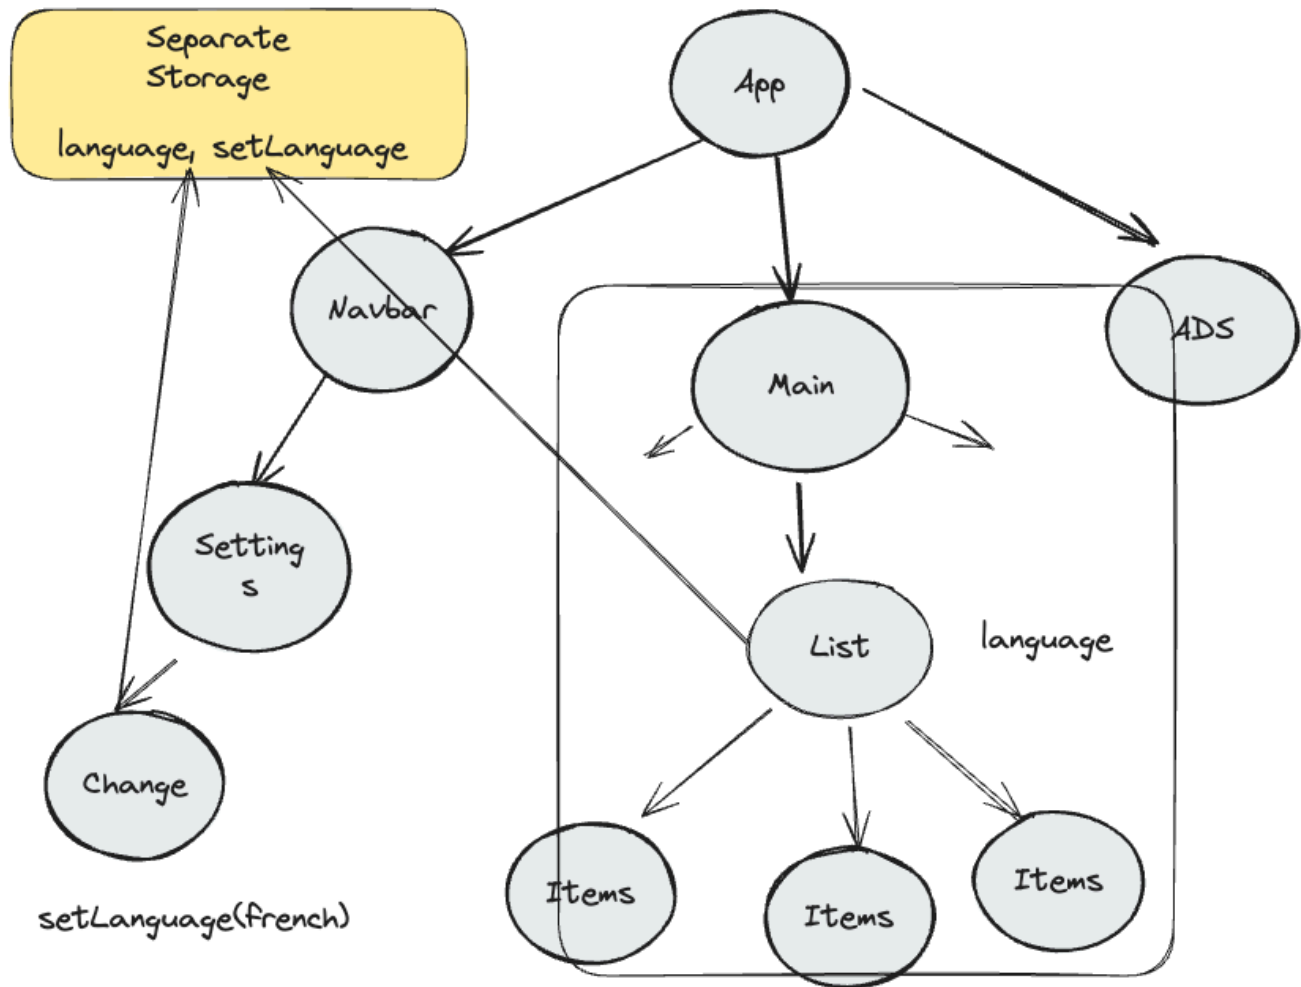 Separate
Storage
language, setLanguage
App
Navbar
ADS
Main
Setting
s
List
language
Change
Items
Items
Items
setLanguage(french)